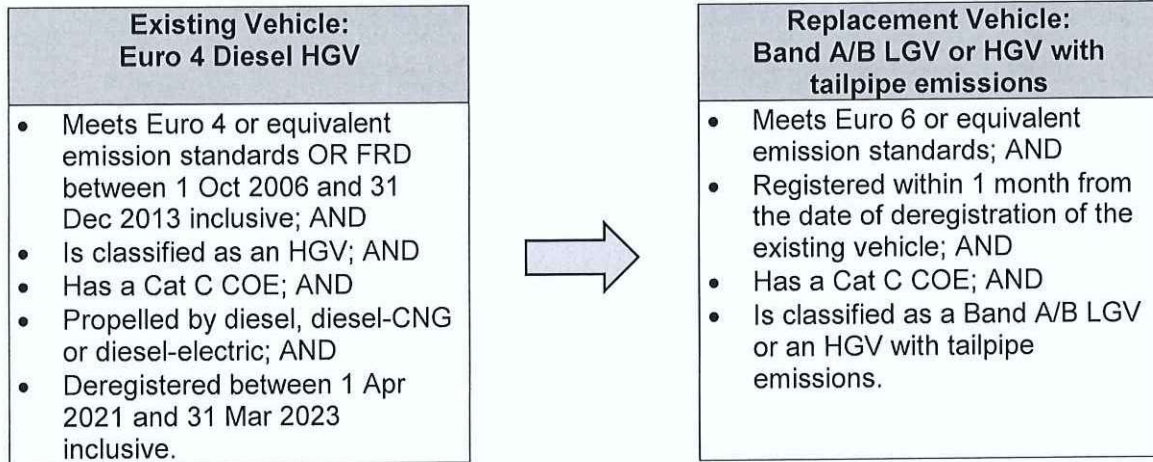 Existing Vehicle:
Euro 4 Diesel HGV
• Meets Euro 4 or equivalent
emission standards OR FRD
between 1 Oct 2006 and 31
Dec 2013 inclusive; AND
• Is classified as an HGV; AND
• Has a Cat C COE; AND
• Propelled by diesel, diesel-CNG
or diesel-electric; AND
• Deregistered between 1 Apr
2021 and 31 Mar 2023
inclusive.
Replacement Vehicle:
Band A/B LGV or HGV with
tailpipe emissions
• Meets Euro 6 or equivalent
emission standards; AND
• Registered within 1 month from
the date of deregistration of the
existing vehicle; AND
• Has a Cat C COE; AND
• Is classified as a Band A/B LGV
or an HGV with tailpipe
emissions.